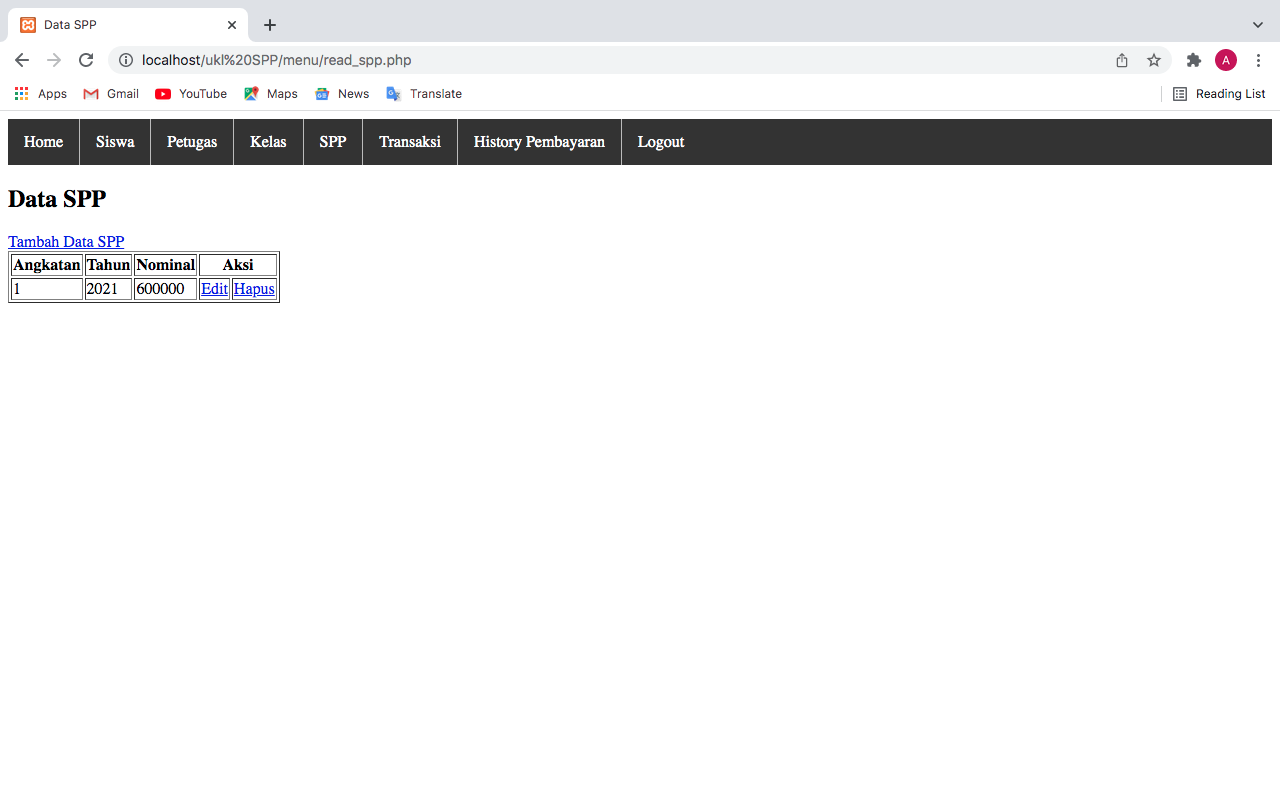 Data SPP
localhost/ukl%20SPP/menu/read_spp.php
A
Apps Gmail YouTube Maps News Translate Reading List
Home Siswa Petugas Kelas SPP Transaksi History Pembayaran Logout
Data SPP
Tambah Data SPP
Angkatan Tahun Nominal Aksi
1 2021 600000 Edit Hapus